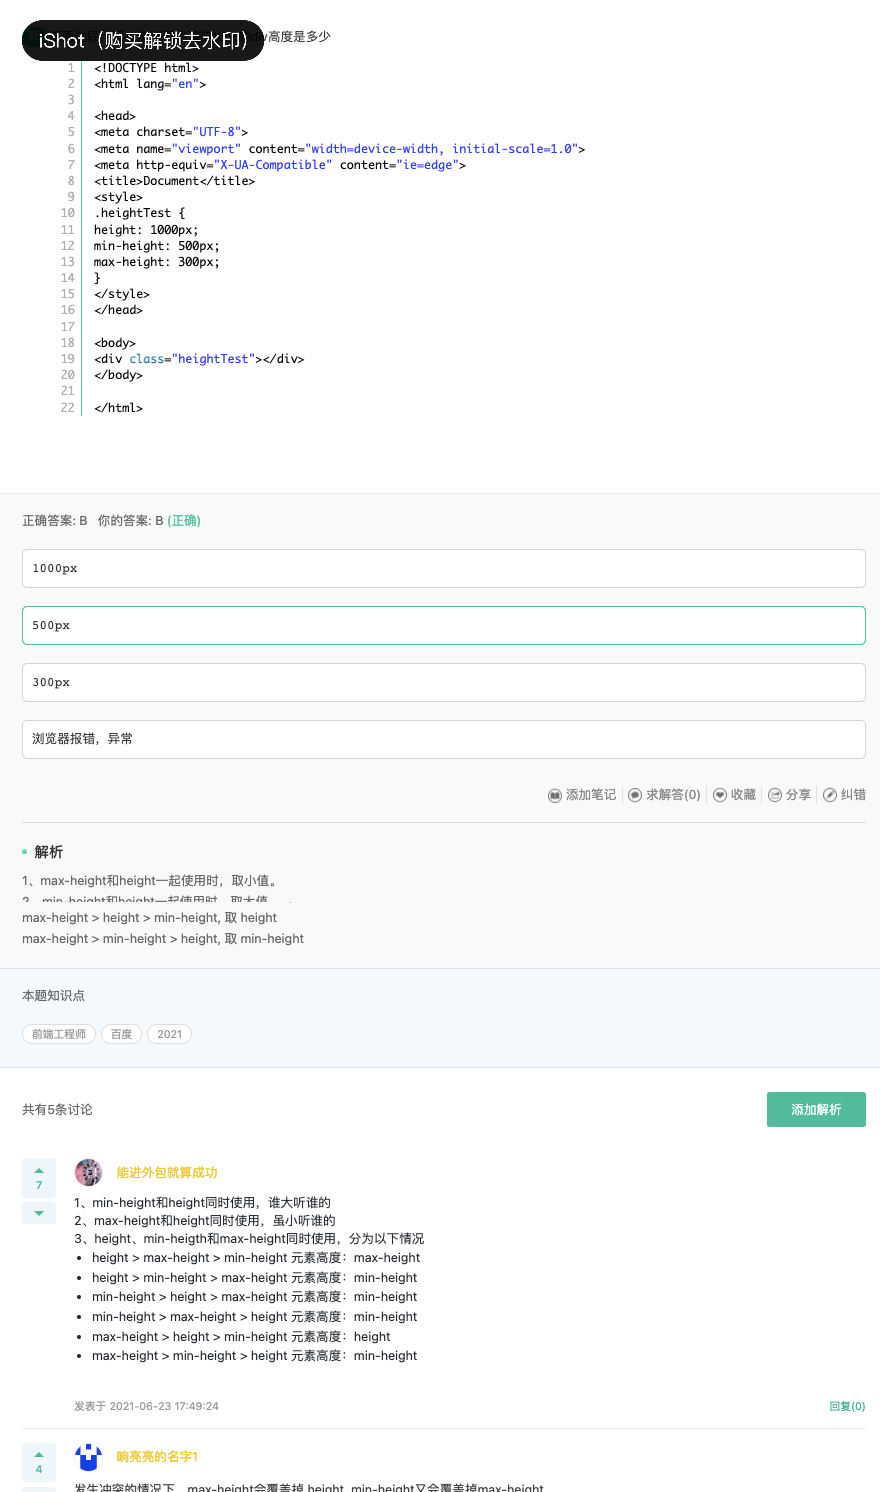 iShot（购买解锁去水印） 高度是多少
1 <!DOCTYPE html>
2 <html lang="en">
3
4 <head>
5 <meta charset="UTF-8">
6 <meta name="viewport" content="width=device-width, initial-scale=1.0">
7 <meta http-equiv="X-UA-Compatible" content="ie=edge">
8 <title>Document</title>
9 <style>
10 .heightTest {
11 height: 1000px;
12 min-height: 500px;
13 max-height: 300px;
14 }
15 </style>
16 </head>
17
18 <body>
19 <div class="heightTest"></div>
20 </body>
21
22 </html>
正确答案: B 你的答案: B (正确)
1000px
500px
300px
浏览器报错，异常
添加笔记 求解答(0) 收藏 分享 纠错
解析
1、max-height和height一起使用时，取小值。
2、min-height和height一起使用时，取大值
max-height > height > min-height, 取 height
max-height > min-height > height, 取 min-height
本题知识点
前端工程师 百度 2021
共有5条讨论 添加解析
7 能进外包就算成功
1、min-height和height同时使用，谁大听谁的
2、max-height和height同时使用，虽小听谁的
3、height、min-heigth和max-height同时使用，分为以下情况
• height > max-height > min-height 元素高度：max-height
• height > min-height > max-height 元素高度：min-height
• min-height > height > max-height 元素高度：min-height
• min-height > max-height > height 元素高度：min-height
• max-height > height > min-height 元素高度：height
• max-height > min-height > height 元素高度：min-height
发表于 2021-06-23 17:49:24 回复(0)
4 响亮亮的名字1
发生冲突的情况下，max-height会覆盖掉 height, min-height又会覆盖掉max-height